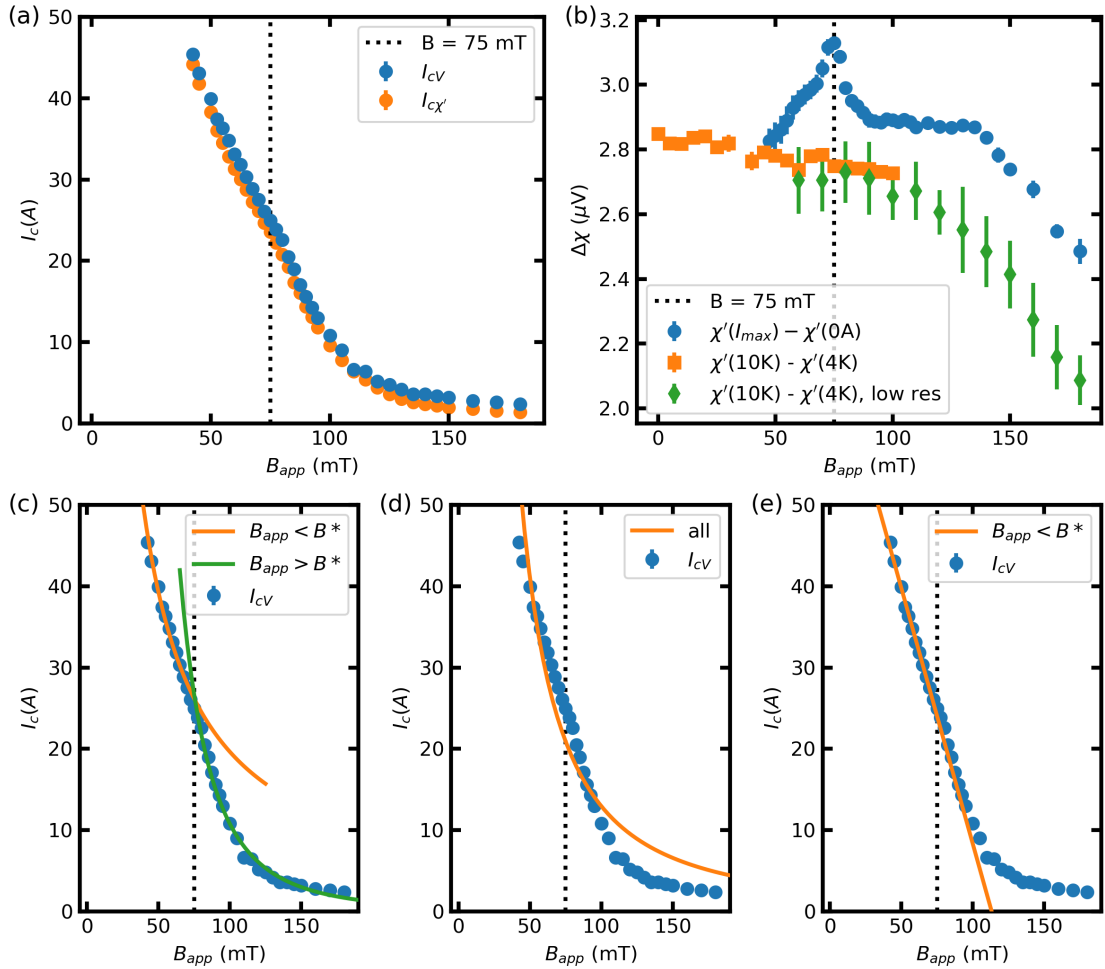 (a)
50
40
30
20
10
0
I_c(A)
0
50
100
150
B_app (mT)
B = 75 mT
I_cV
I_cχ′
(b)
3.2
3.0
2.8
2.6
2.4
2.2
2.0
Δχ (μV)
0
50
100
150
B_app (mT)
B = 75 mT
χ′(I_max) − χ′(0A)
χ′(10K) - χ′(4K)
χ′(10K) - χ′(4K), low res
(c)
50
40
30
20
10
0
I_c(A)
0
50
100
150
B_app (mT)
B_app < B*
B_app > B*
I_cV
(d)
50
40
30
20
10
0
I_c(A)
0
50
100
150
B_app (mT)
all
I_cV
(e)
50
40
30
20
10
0
I_c(A)
0
50
100
150
B_app (mT)
B_app < B*
I_cV